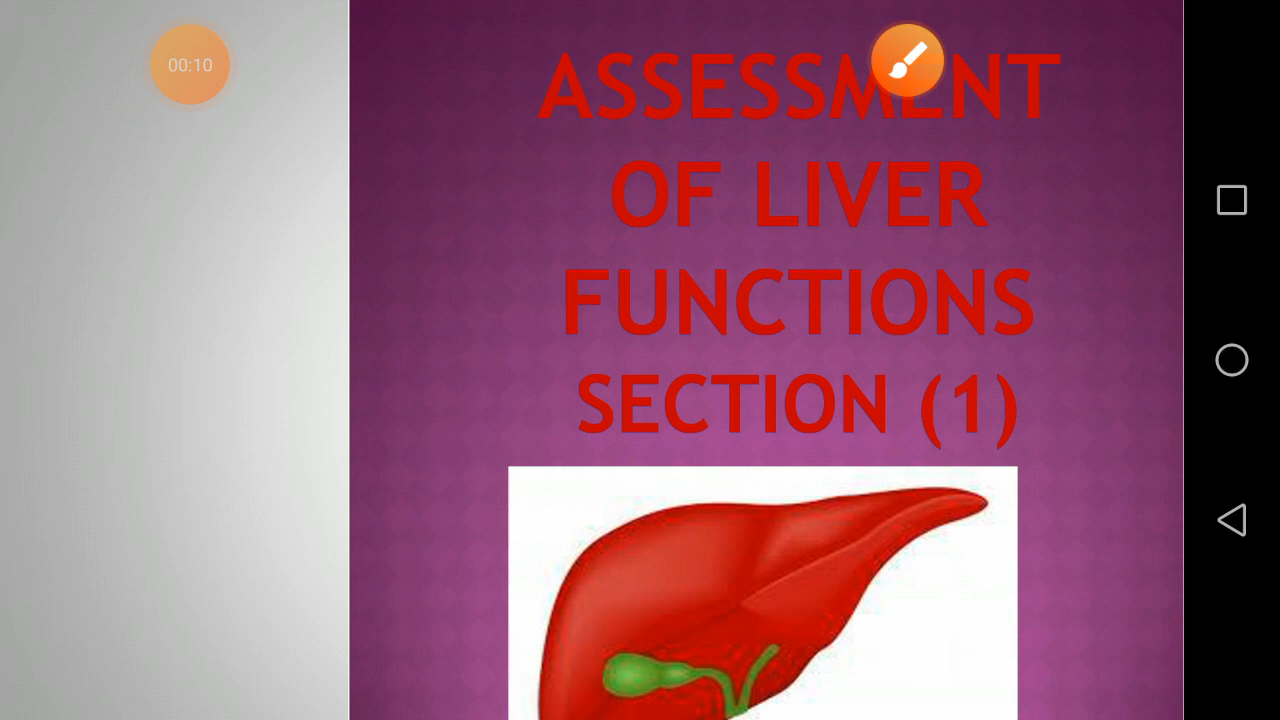 00:10
ASSESSMENT
OF LIVER
FUNCTIONS
SECTION (1)